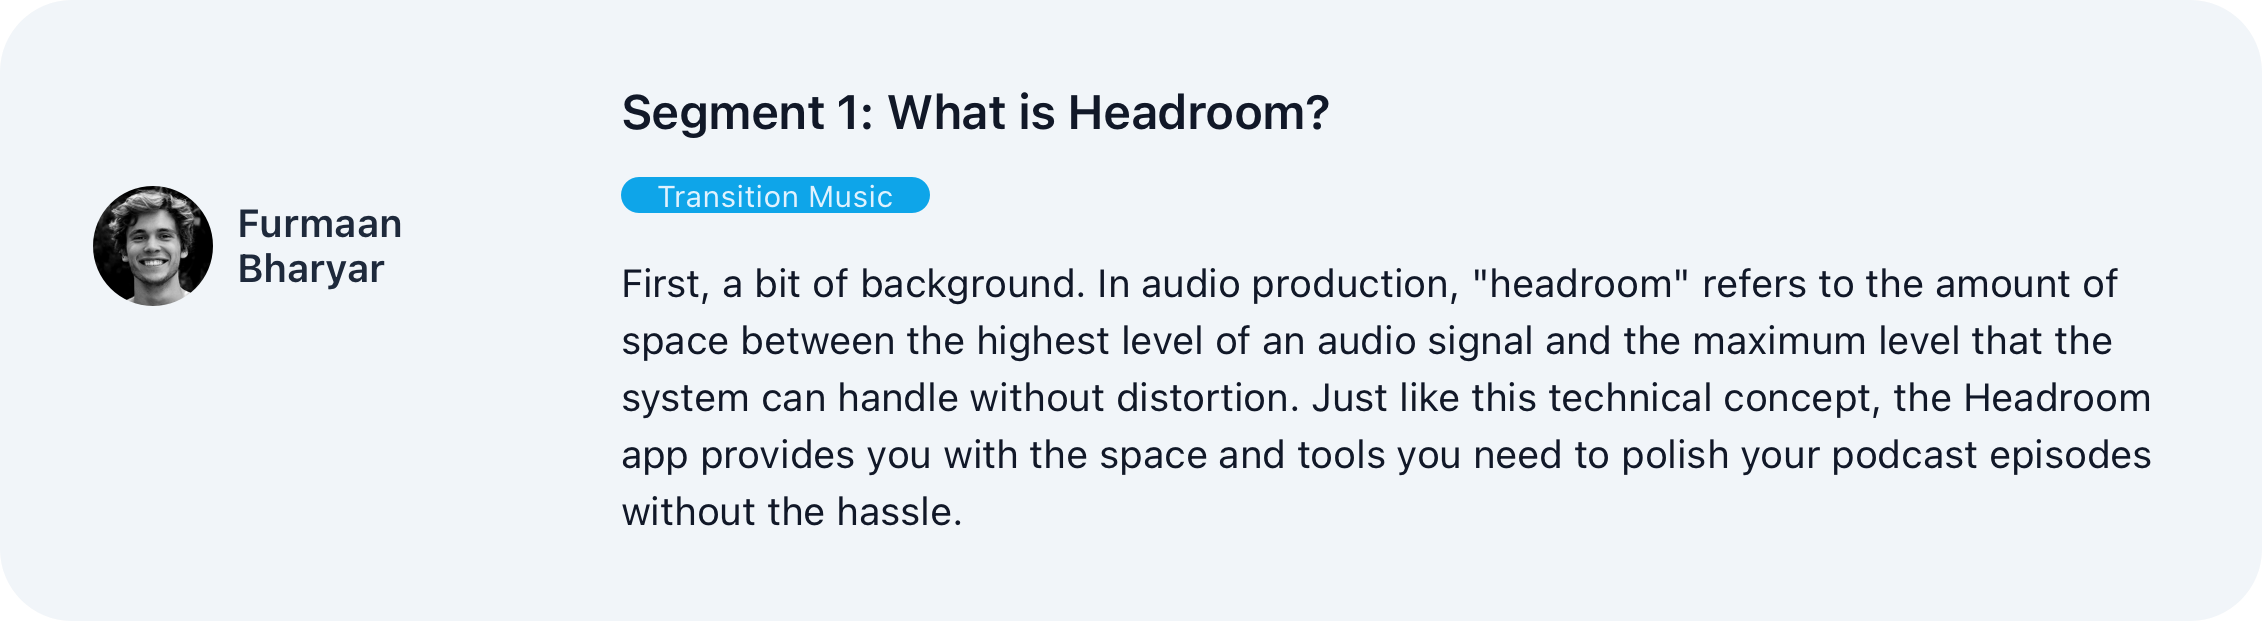 Furmaan
Bharyar
Segment 1: What is Headroom?
Transition Music
First, a bit of background. In audio production, "headroom" refers to the amount of
space between the highest level of an audio signal and the maximum level that the
system can handle without distortion. Just like this technical concept, the Headroom
app provides you with the space and tools you need to polish your podcast episodes
without the hassle.